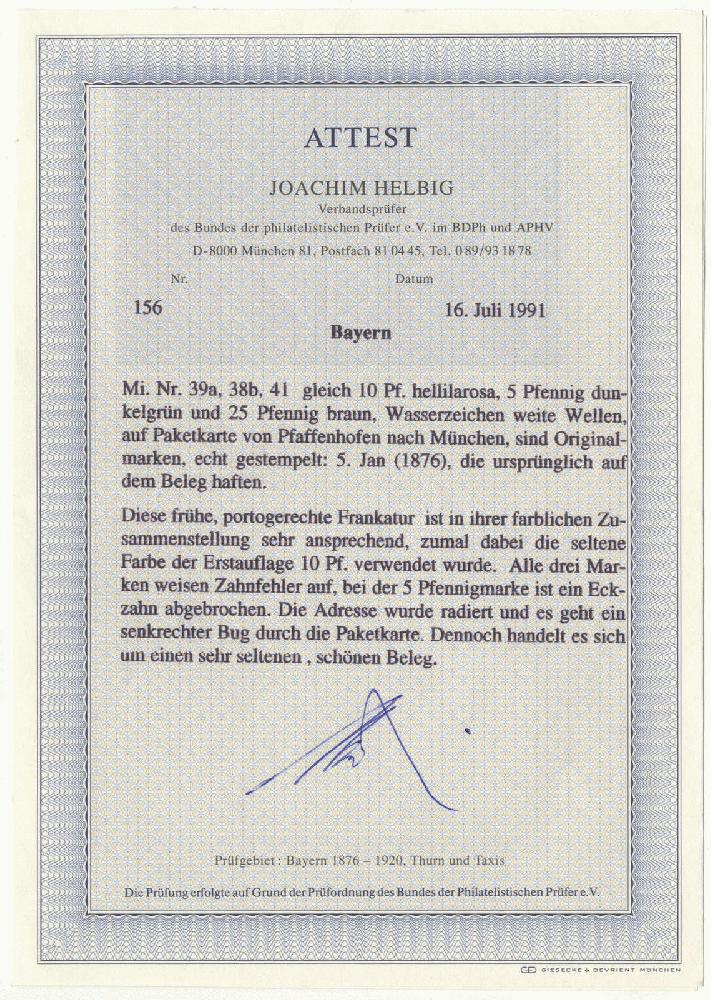 ATTEST
JOACHIM HELBIG
Verbandsprüfer
des Bundes der philatelistischen Prüfer e.V. im BDPh und APHV
D-8000 München 81, Postfach 81 04 45, Tel. 0 89/93 18 78
Nr. Datum
156 16. Juli 1991
Bayern
Mi. Nr. 39a, 38b, 41 gleich 10 Pf. hellilarosa, 5 Pfennig dun-
kelgrün und 25 Pfennig braun, Wasserzeichen weite Wellen,
auf Paketkarte von Pfaffenhofen nach München, sind Original-
marken, echt gestempelt: 5. Jan (1876), die ursprünglich auf
dem Beleg haften.
Diese frühe, portogerechte Frankatur ist in ihrer farblichen Zu-
sammenstellung sehr ansprechend, zumal dabei die seltene
Farbe der Erstauflage 10 Pf. verwendet wurde. Alle drei Mar-
ken weisen Zahnfehler auf, bei der 5 Pfennigmarke ist ein Eck-
zahn abgebrochen. Die Adresse wurde radiert und es geht ein
senkrechter Bug durch die Paketkarte. Dennoch handelt es sich
um einen sehr seltenen , schönen Beleg.
Prüfgebiet: Bayern 1876 – 1920, Thurn und Taxis
Die Prüfung erfolgte auf Grund der Prüfordnung des Bundes der Philatelistischen Prüfer e.V.
GIESECKE + DEVRIENT MÜNCHEN